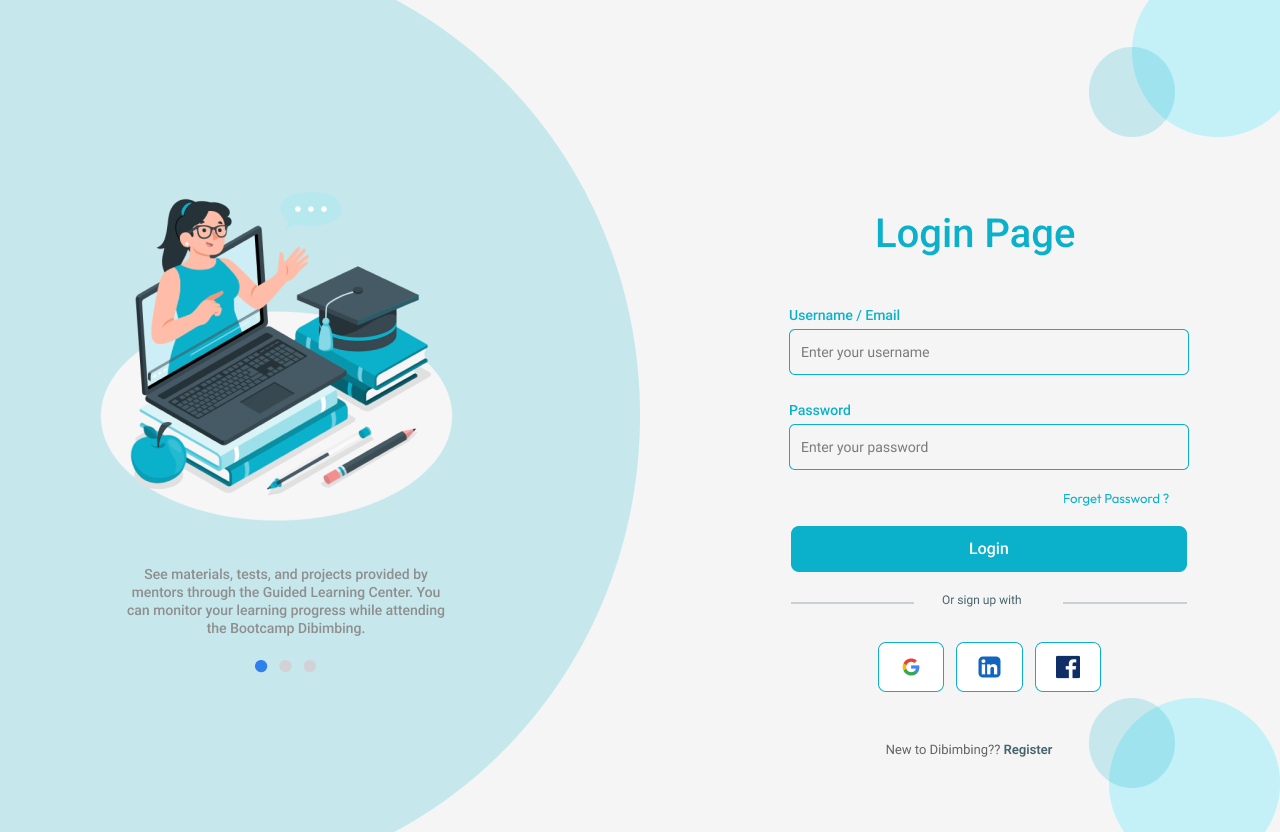 See materials, tests, and projects provided by
mentors through the Guided Learning Center. You
can monitor your learning progress while attending
the Bootcamp Dibimbing.
Login Page
Username / Email
Enter your username
Password
Enter your password
Forget Password ?
Login
Or sign up with
in
New to Dibimbing?? Register